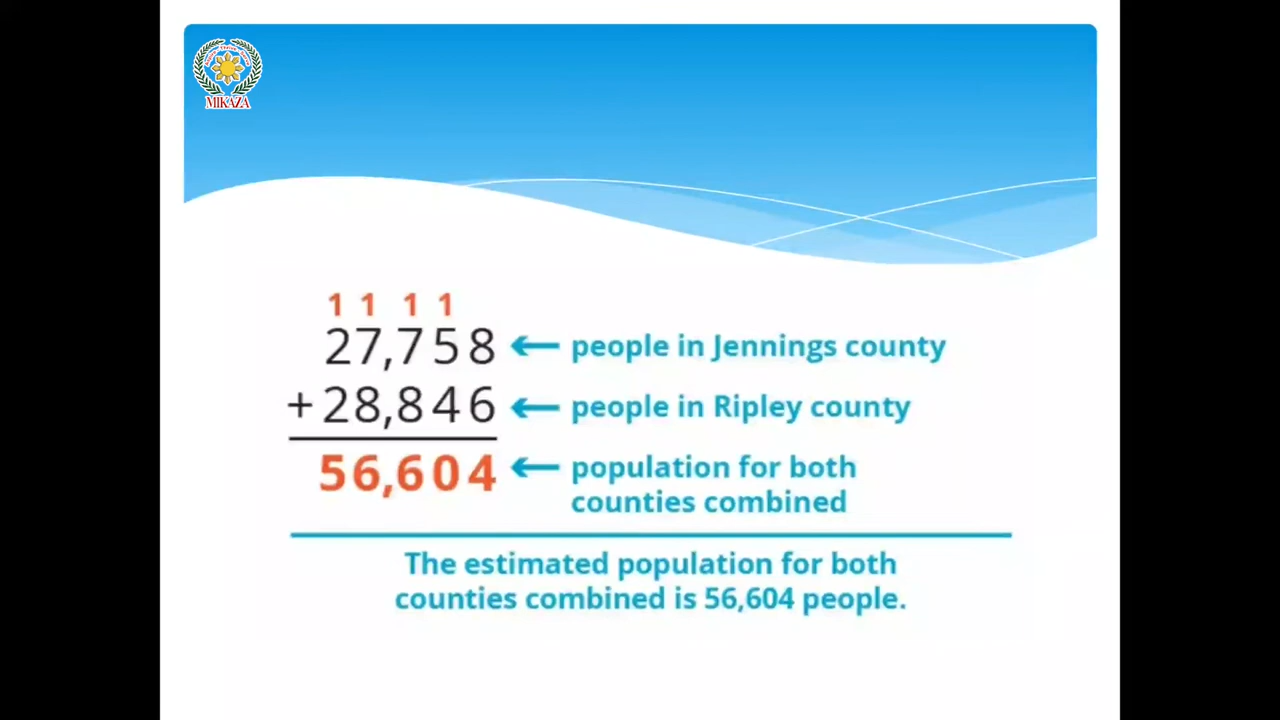 MIKAZA
1 1 1 1
27,758 ← people in Jennings county
+28,846 ← people in Ripley county
56,604 ← population for both
counties combined
The estimated population for both
counties combined is 56,604 people.